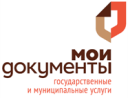 мои
документы
государственные
и муниципальные услуги